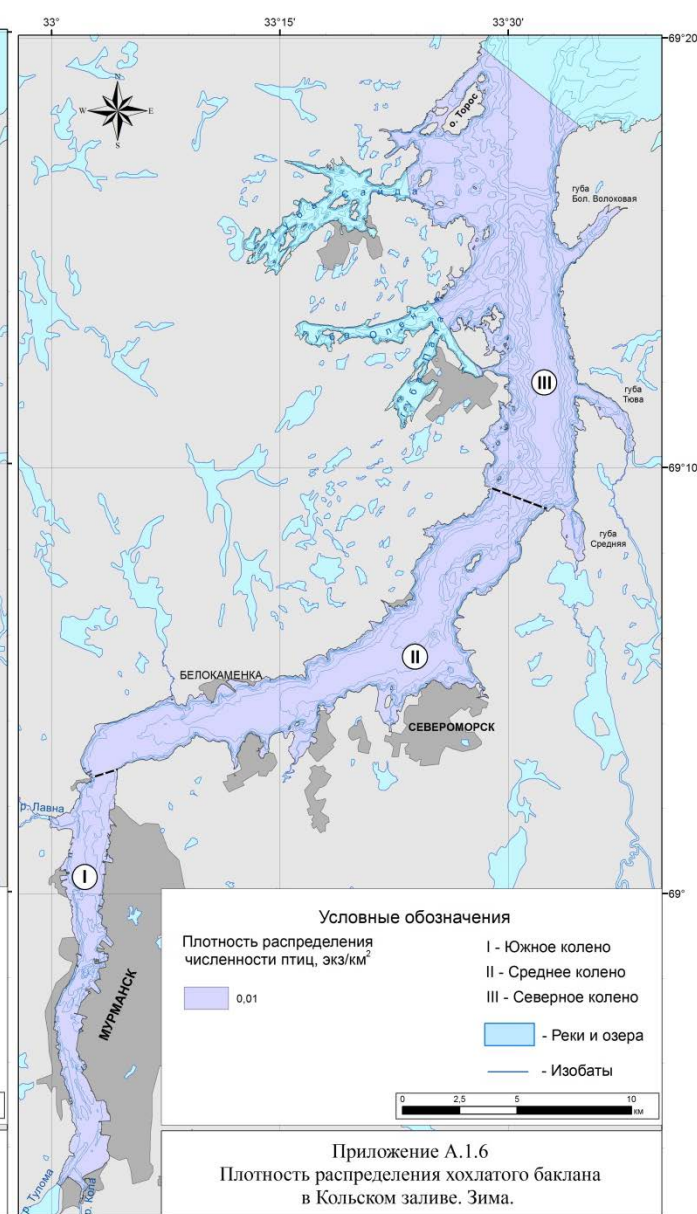 33°
33°15'
33°30'
69°20
N
W
E
S
о. Торос
губа
Бол. Волоковая
III
губа
Тюва
69°10
губа
Средняя
II
БЕЛОКАМЕНКА
СЕВЕРОМОРСК
р. Лавна
I
69°
МУРМАНСК
р. Тулома
р. Кола
Условные обозначения
Плотность распределения
численности птиц, экз/км²
0,01
I - Южное колено
II - Среднее колено
III - Северное колено
- Реки и озера
- Изобаты
0 2,5 5 10
км
Приложение А.1.6
Плотность распределения хохлатого баклана
в Кольском заливе. Зима.